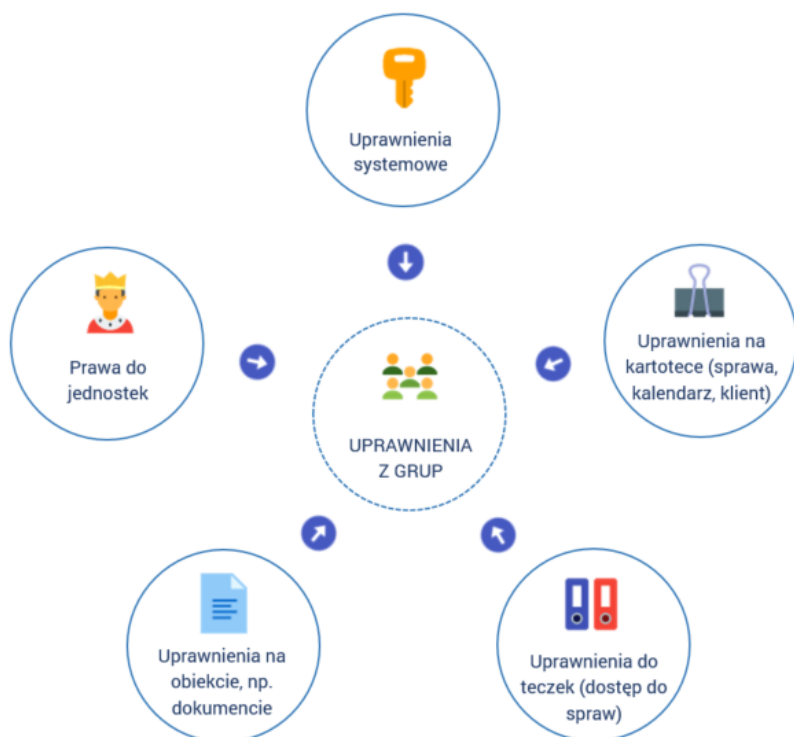 Uprawnienia
systemowe
Prawa do
jednostek
Uprawnienia na
kartotece (sprawa,
kalendarz, klient)
UPRAWNIENIA
Z GRUP
Uprawnienia na
obiekcie, np.
dokumencie
Uprawnienia do
teczek (dostęp do
spraw)